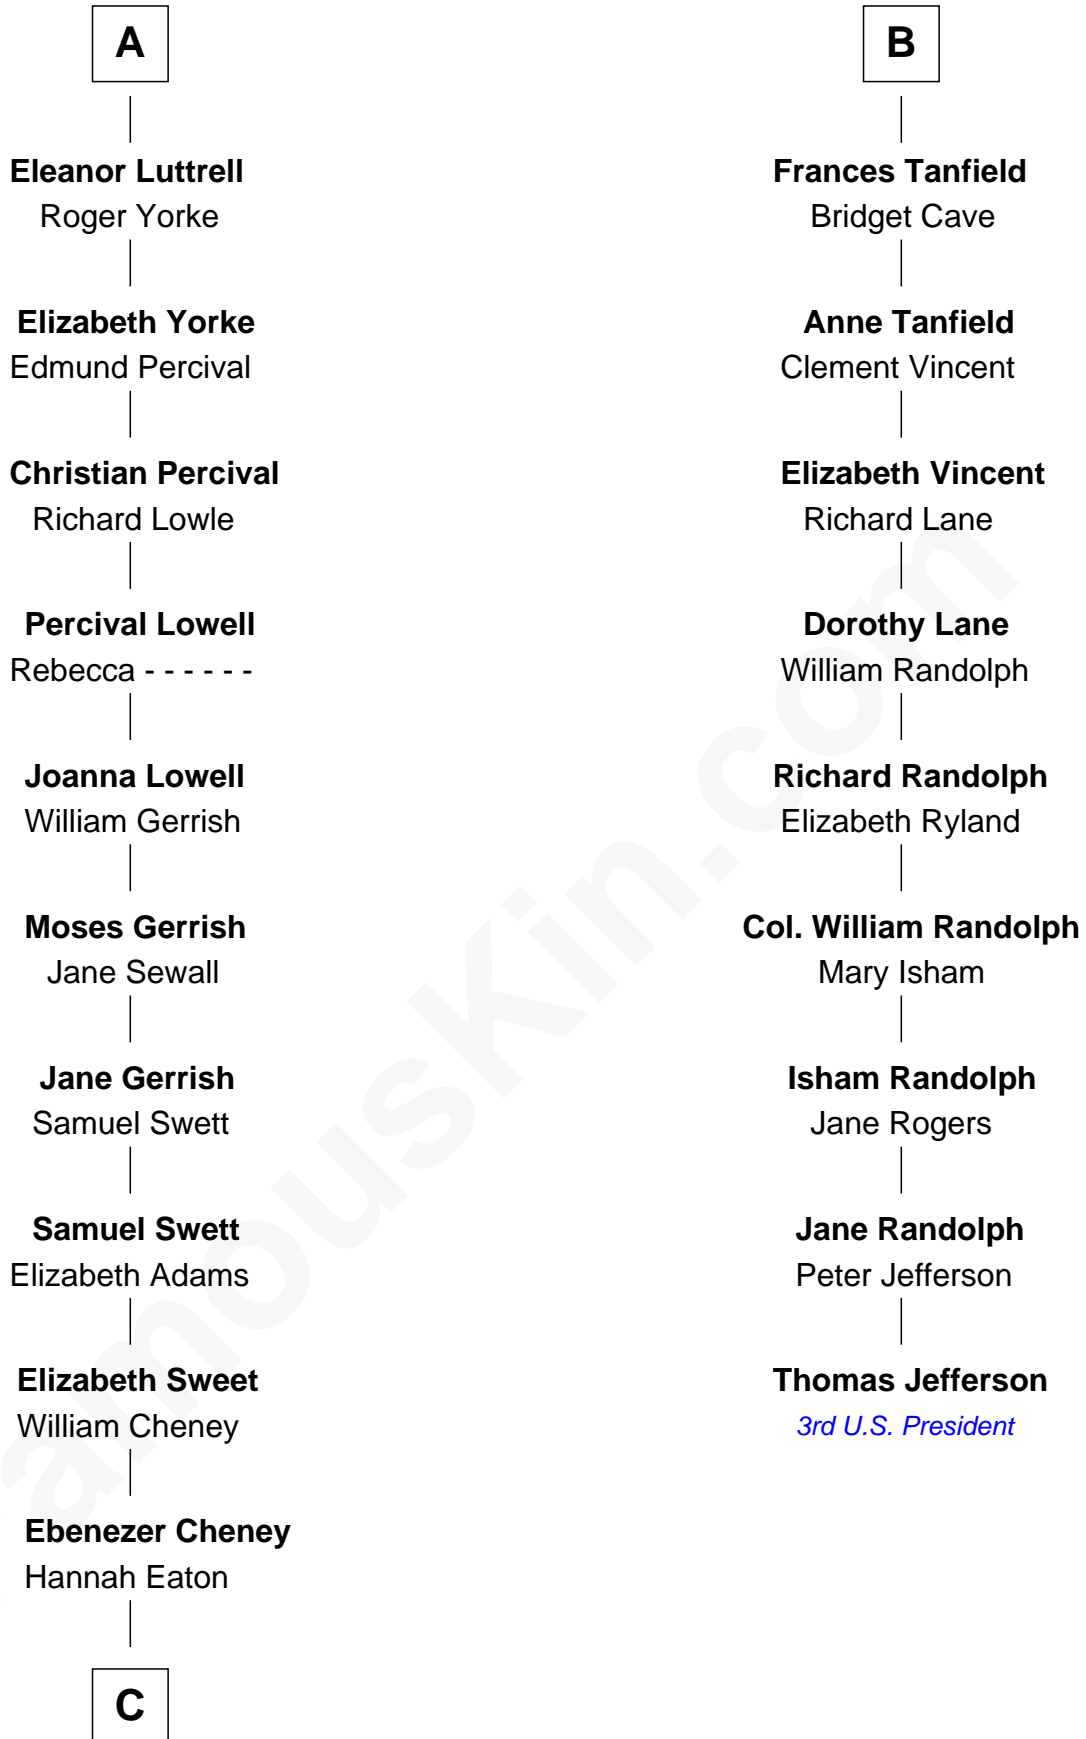 A
Eleanor Luttrell
Roger Yorke
Elizabeth Yorke
Edmund Percival
Christian Percival
Richard Lowle
Percival Lowell
Rebecca - - - - - -
Joanna Lowell
William Gerrish
Moses Gerrish
Jane Sewall
Jane Gerrish
Samuel Swett
Samuel Swett
Elizabeth Adams
Elizabeth Sweet
William Cheney
Ebenezer Cheney
Hannah Eaton
C
B
Frances Tanfield
Bridget Cave
Anne Tanfield
Clement Vincent
Elizabeth Vincent
Richard Lane
Dorothy Lane
William Randolph
Richard Randolph
Elizabeth Ryland
Col. William Randolph
Mary Isham
Isham Randolph
Jane Rogers
Jane Randolph
Peter Jefferson
Thomas Jefferson
3rd U.S. President
amouskin.com